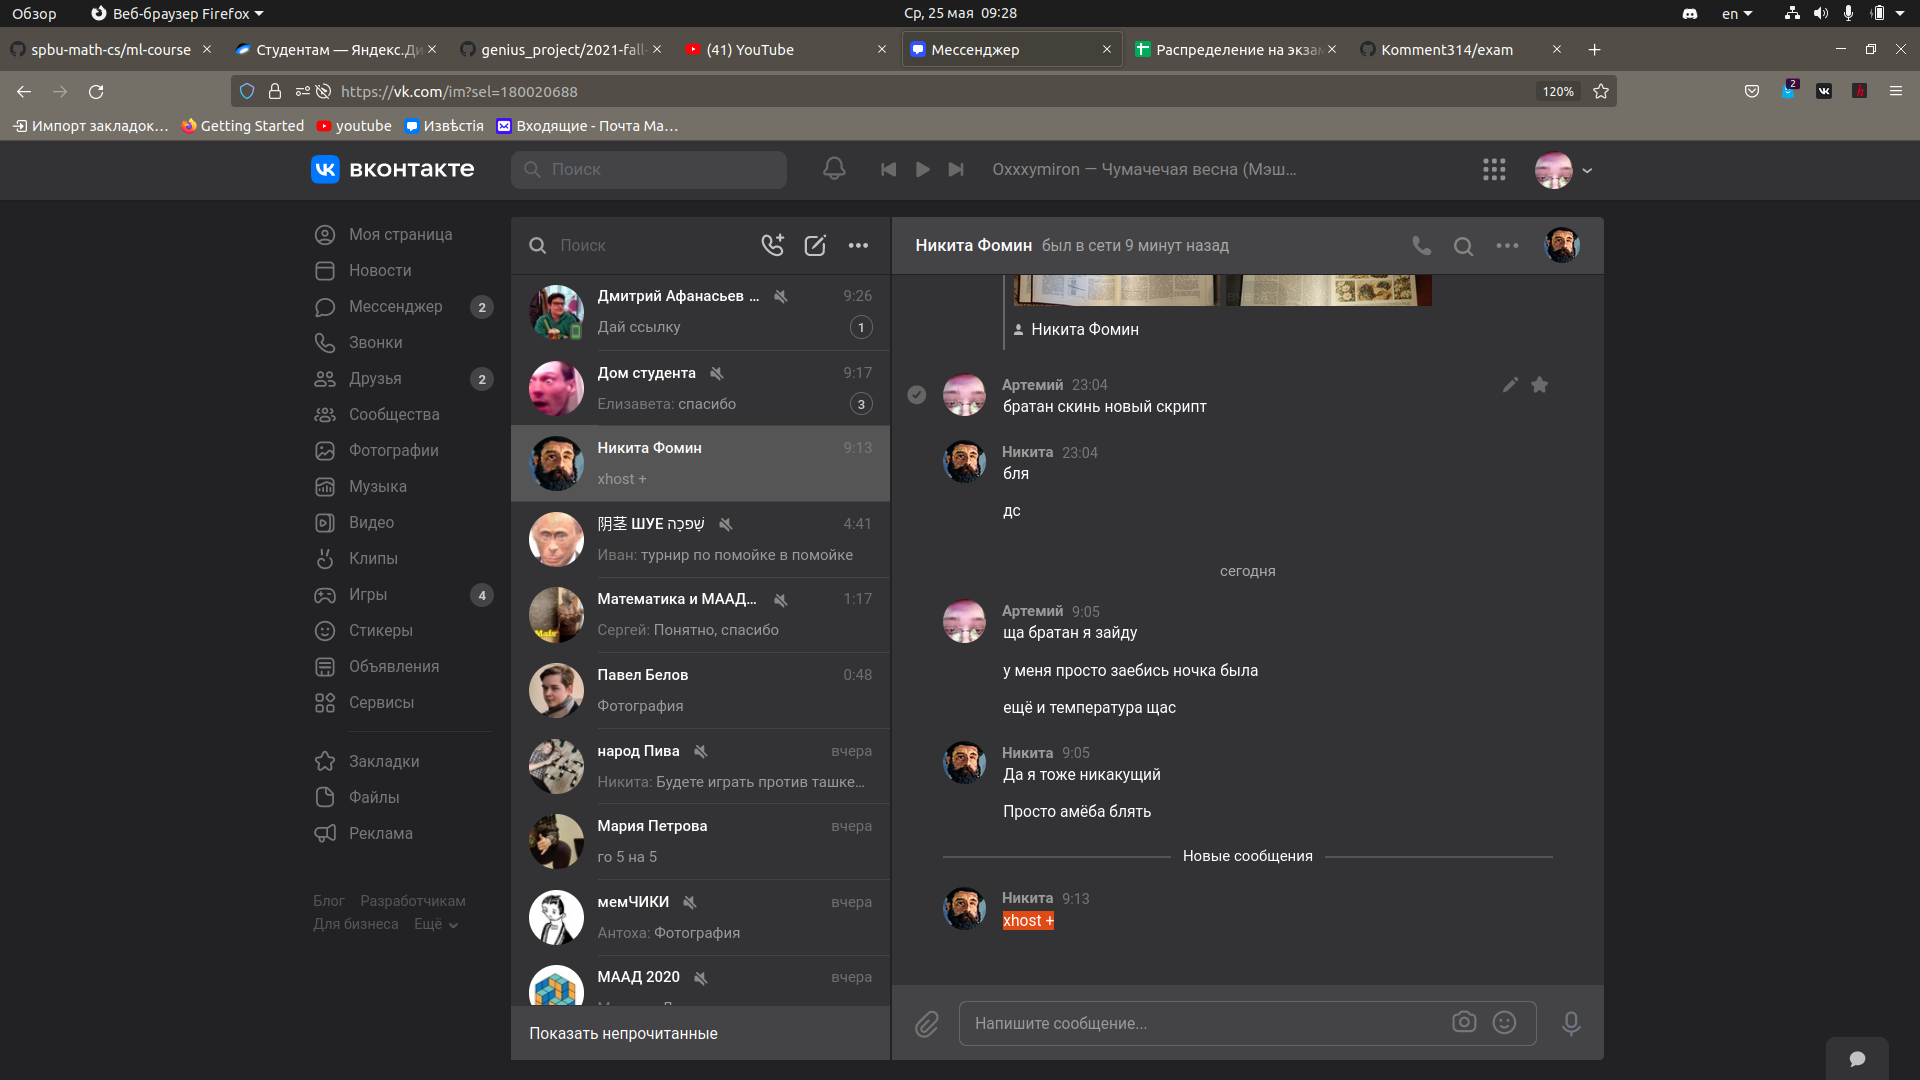 Обзор
Веб-браузер Firefox
Ср, 25 мая 09:28
en
spbu-math-cs/ml-course
Студентам — Яндекс.Ди
genius_project/2021-fall-
(41) YouTube
Мессенджер
Распределение на экза
Komment314/exam
https://vk.com/im?sel=180020688
120%
2
Импорт закладок…
Getting Started
youtube
Извѣстія
Входящие - Почта Ma…
вконтакте
Поиск
Oxxxymiron — Чумачечая весна (Мэш...
Моя страница
Новости
Мессенджер 2
Звонки
Друзья 2
Сообщества
Фотографии
Музыка
Видео
Клипы
Игры 4
Стикеры
Объявления
Сервисы
Закладки
Файлы
Реклама
Блог Разработчикам
Для бизнеса Ещё
Поиск
Дмитрий Афанасьев ... 9:26
Дай ссылку 1
Дом студента 9:17
Елизавета: спасибо 3
Никита Фомин 9:13
xhost +
阴茎 ШУЕ שָׁפכָה 4:41
Иван: турнир по помойке в помойке
Математика и МААД... 1:17
Сергей: Понятно, спасибо
Павел Белов 0:48
Фотография
народ Пива вчера
Никита: Будете играть против ташке...
Мария Петрова вчера
го 5 на 5
мемЧИКИ вчера
Антоха: Фотография
МААД 2020 вчера
Показать непрочитанные
Никита Фомин был в сети 9 минут назад
Никита Фомин
Артемий 23:04
братан скинь новый скрипт
Никита 23:04
бля
дс
сегодня
Артемий 9:05
ща братан я зайду
у меня просто заебись ночка была
ещё и температура щас
Никита 9:05
Да я тоже никакущий
Просто амёба блять
Новые сообщения
Никита 9:13
xhost +
Напишите сообщение...